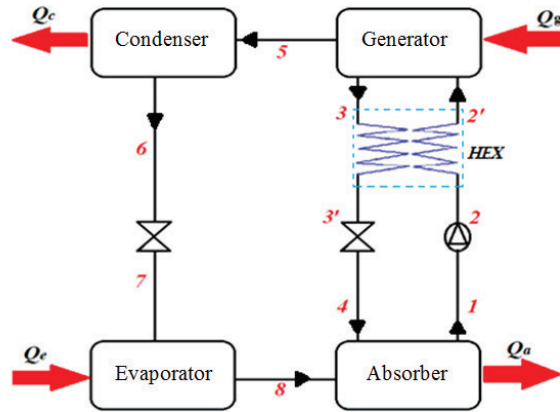 Qc
Condenser
5
Generator
Qg
3
2'
6
HEX
3'
2
7
4
1
Qe
Evaporator
8
Absorber
Qa